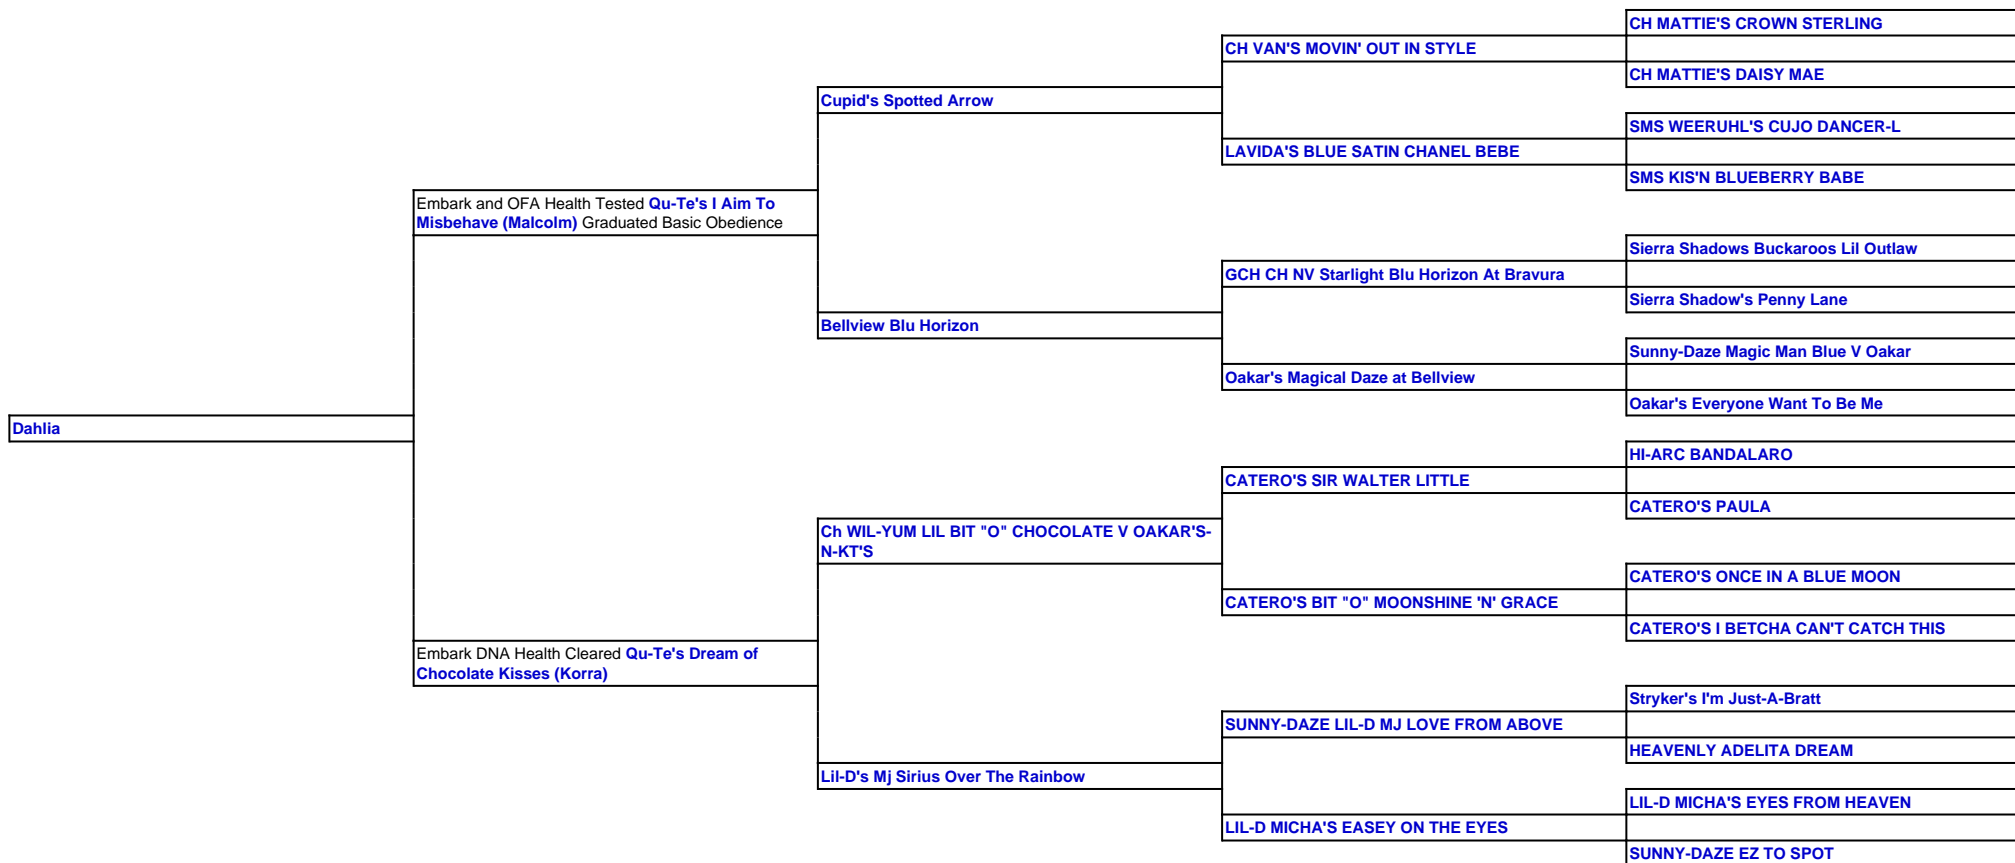 CH MATTIE'S CROWN STERLING
CH VAN'S MOVIN' OUT IN STYLE
CH MATTIE'S DAISY MAE
Cupid's Spotted Arrow
SMS WEERUHL'S CUJO DANCER-L
LAVIDA'S BLUE SATIN CHANEL BEBE
SMS KIS'N BLUEBERRY BABE
Embark and OFA Health Tested Qu-Te's I Aim To
Misbehave (Malcolm) Graduated Basic Obedience
Sierra Shadows Buckaroos Lil Outlaw
GCH CH NV Starlight Blu Horizon At Bravura
Sierra Shadow's Penny Lane
Bellview Blu Horizon
Sunny-Daze Magic Man Blue V Oakar
Oakar's Magical Daze at Bellview
Oakar's Everyone Want To Be Me
Dahlia
HI-ARC BANDALARO
CATERO'S SIR WALTER LITTLE
CATERO'S PAULA
Ch WIL-YUM LIL BIT "O" CHOCOLATE V OAKAR'S-
N-KT'S
CATERO'S ONCE IN A BLUE MOON
CATERO'S BIT "O" MOONSHINE 'N' GRACE
CATERO'S I BETCHA CAN'T CATCH THIS
Embark DNA Health Cleared Qu-Te's Dream of
Chocolate Kisses (Korra)
Stryker's I'm Just-A-Bratt
SUNNY-DAZE LIL-D MJ LOVE FROM ABOVE
HEAVENLY ADELITA DREAM
Lil-D's Mj Sirius Over The Rainbow
LIL-D MICHA'S EYES FROM HEAVEN
LIL-D MICHA'S EASEY ON THE EYES
SUNNY-DAZE EZ TO SPOT